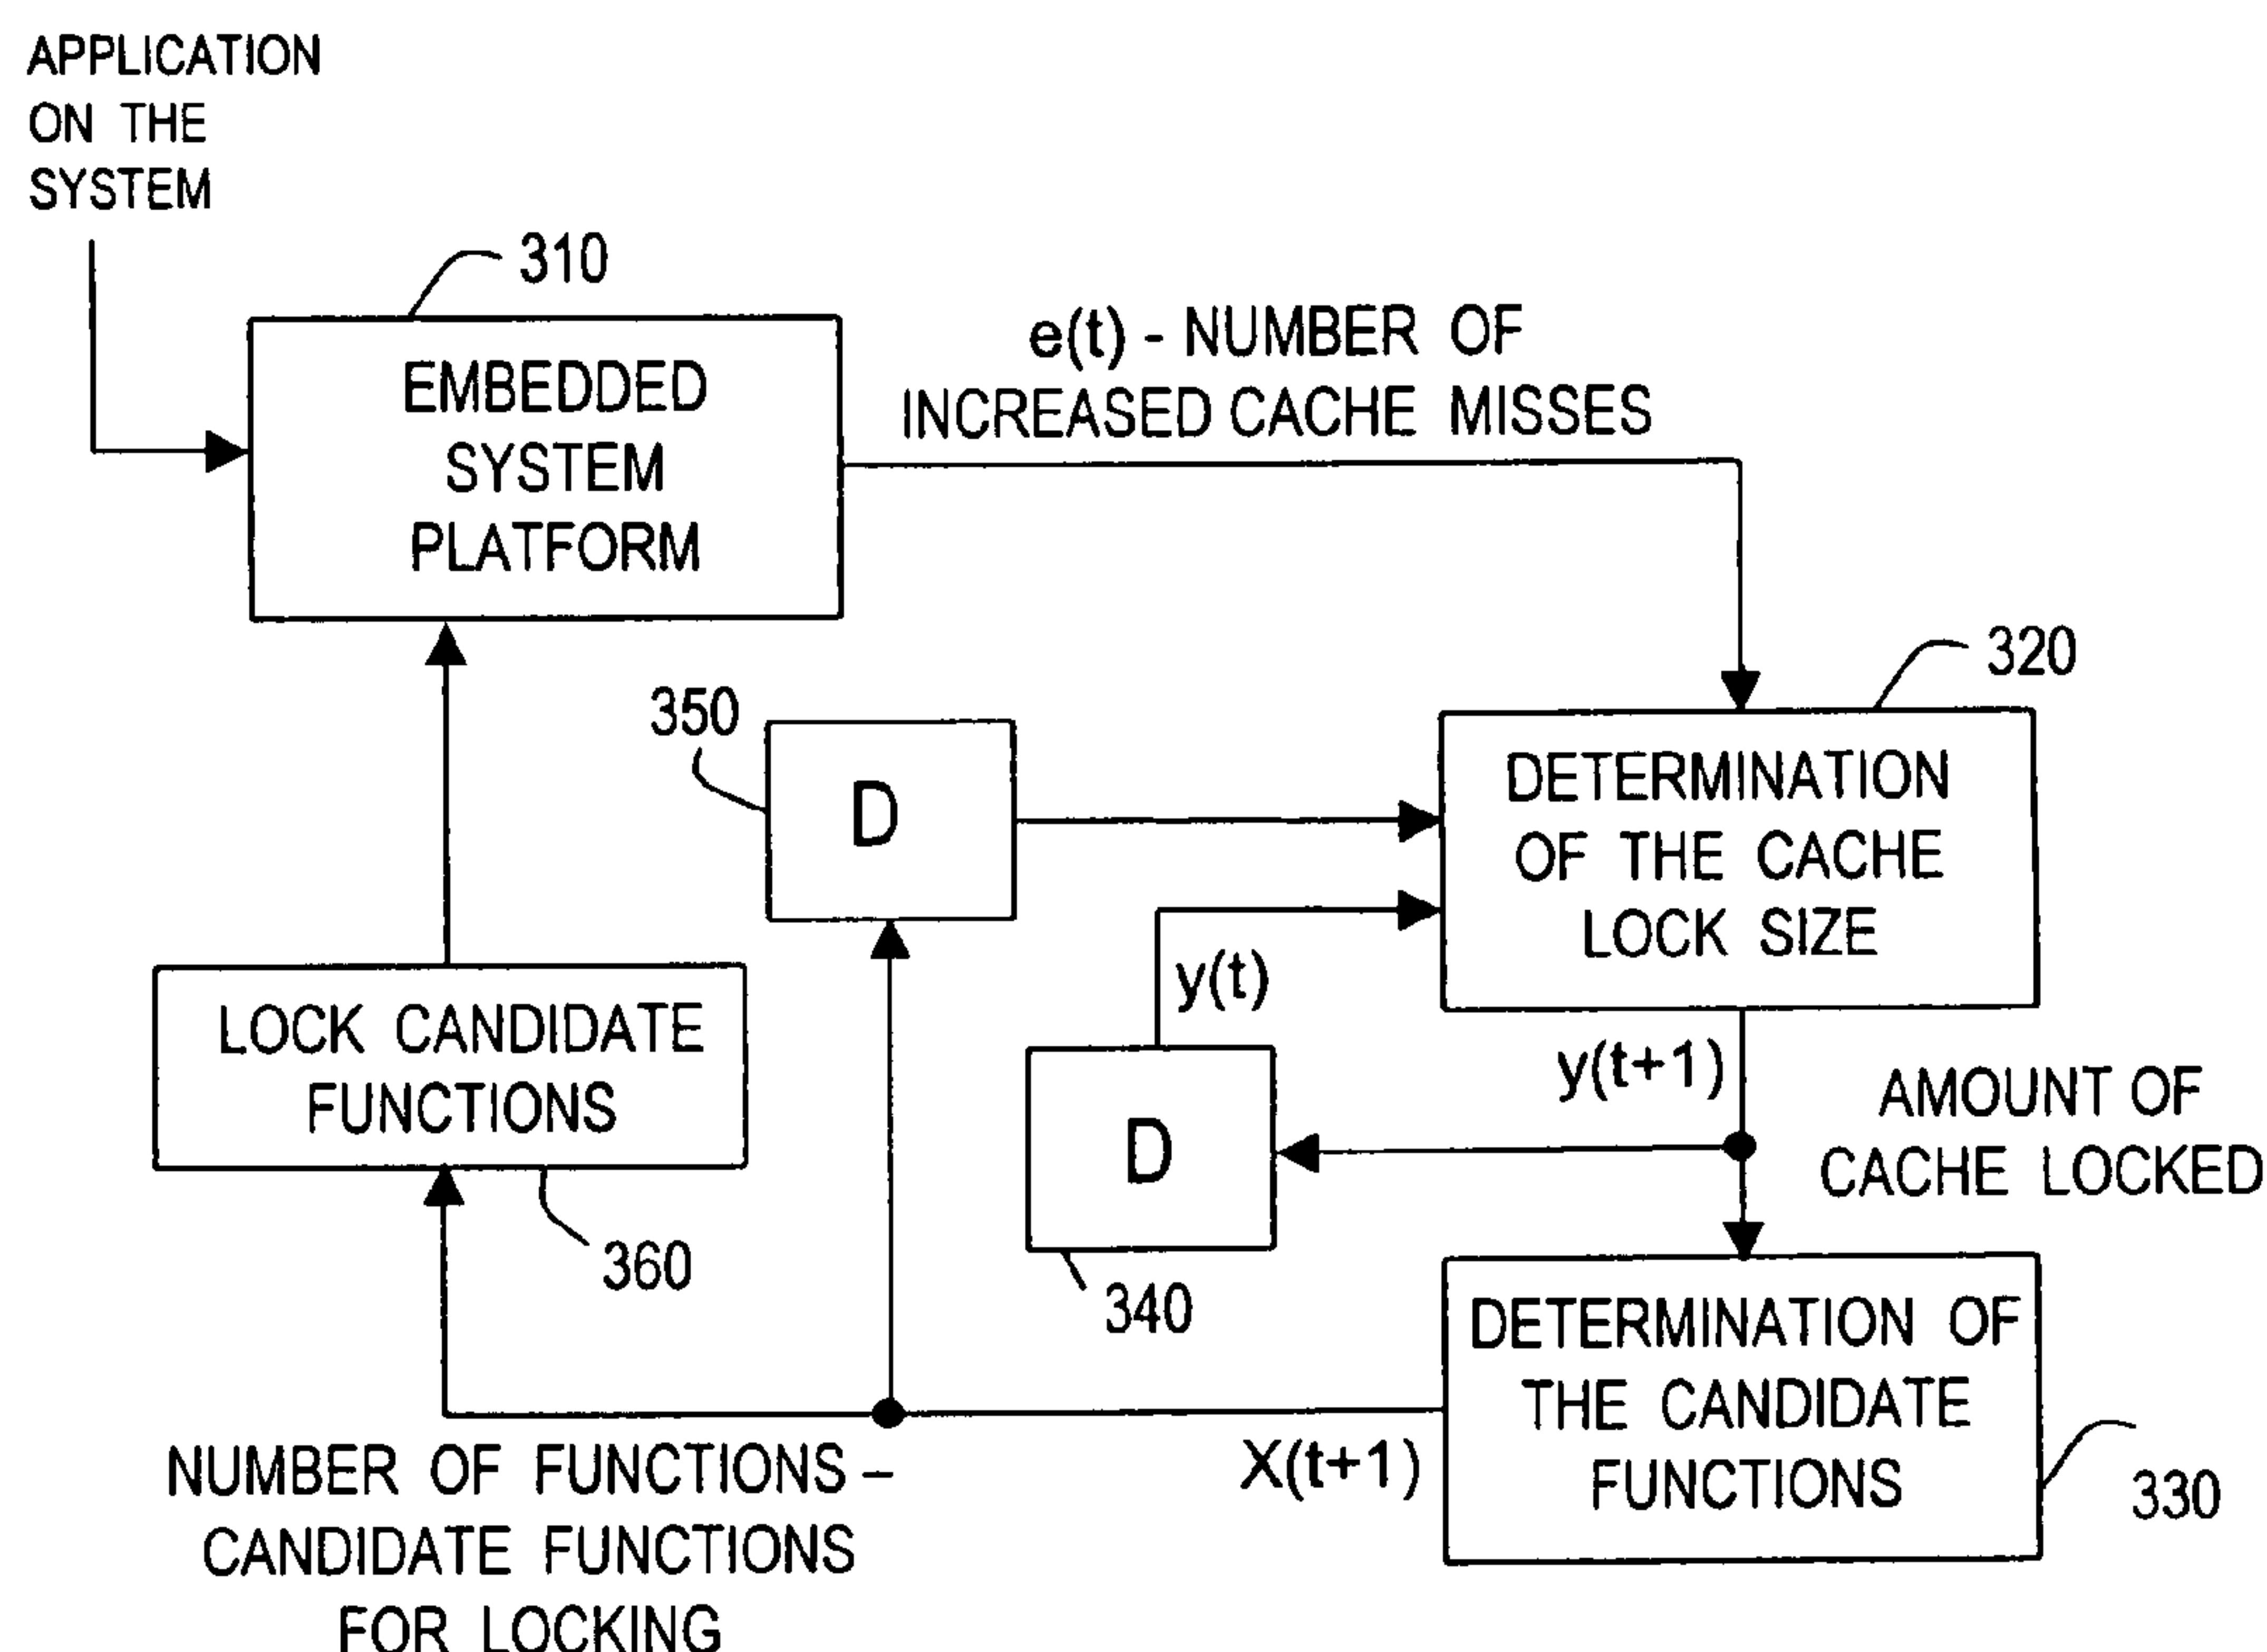 APPLICATION
ON THE
SYSTEM
310
EMBEDDED
SYSTEM
PLATFORM
e(t) - NUMBER OF
INCREASED CACHE MISSES
320
350
D
DETERMINATION
OF THE CACHE
LOCK SIZE
y(t)
LOCK CANDIDATE
FUNCTIONS
y(t+1)
AMOUNT OF
CACHE LOCKED
D
360
340
DETERMINATION OF
THE CANDIDATE
FUNCTIONS
330
X(t+1)
NUMBER OF FUNCTIONS –
CANDIDATE FUNCTIONS
FOR LOCKING